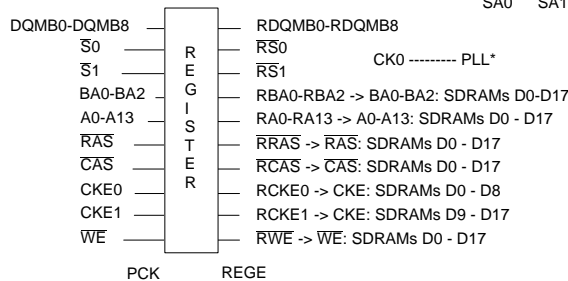 SA0 SA1
DQMB0-DQMB8 RDQMB0-RDQMB8
S0 RS0
CK0 --------- PLL*
S1 RS1
BA0-BA2 RBA0-RBA2 -> BA0-BA2: SDRAMs D0-D17
A0-A13 RA0-RA13 -> A0-A13: SDRAMs D0 - D17
RAS RRAS -> RAS: SDRAMs D0 - D17
CAS RCAS -> CAS: SDRAMs D0 - D17
CKE0 RCKE0 -> CKE: SDRAMs D0 - D8
CKE1 RCKE1 -> CKE: SDRAMs D9 - D17
WE RWE -> WE: SDRAMs D0 - D17
REGISTER
PCK REGE